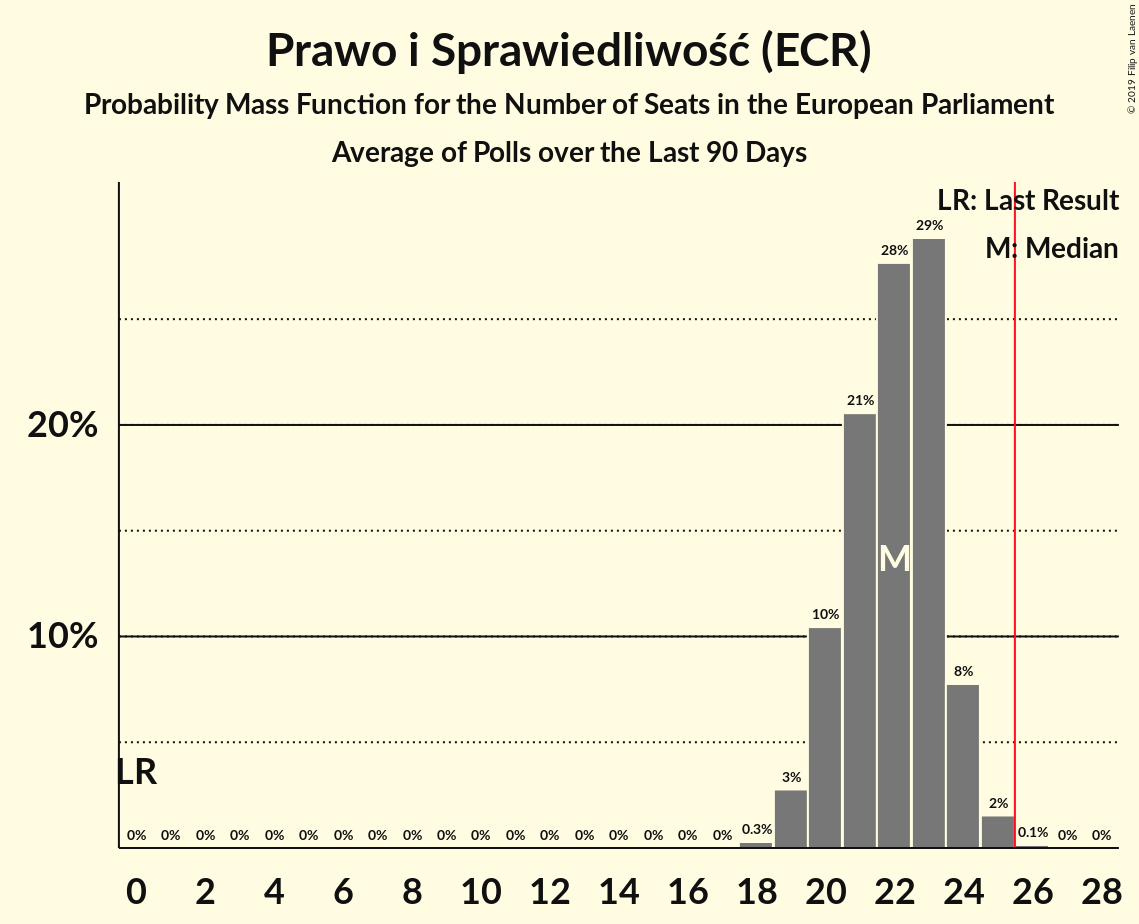 Prawo i Sprawiedliwość (ECR)
Probability Mass Function for the Number of Seats in the European Parliament
Average of Polls over the Last 90 Days
© 2019 Filip van Laenen
LR: Last Result
M: Median
29%
28%
21%
20%
M
10%
10%
8%
LR
3%
2%
0% 0% 0% 0% 0% 0% 0% 0% 0% 0% 0% 0% 0% 0% 0% 0% 0% 0% 0.3% 0.1% 0% 0%
0 2 4 6 8 10 12 14 16 18 20 22 24 26 28